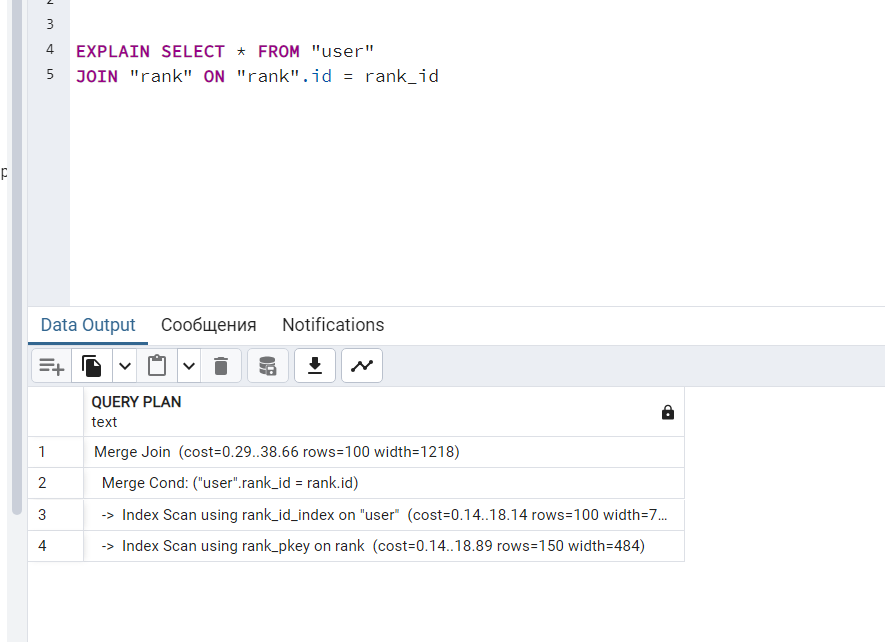 2
3
4 EXPLAIN SELECT * FROM "user"
5 JOIN "rank" ON "rank".id = rank_id
p
Data Output Сообщения Notifications
QUERY PLAN
text
1 Merge Join (cost=0.29..38.66 rows=100 width=1218)
2 Merge Cond: ("user".rank_id = rank.id)
3 -> Index Scan using rank_id_index on "user" (cost=0.14..18.14 rows=100 width=7...
4 -> Index Scan using rank_pkey on rank (cost=0.14..18.89 rows=150 width=484)